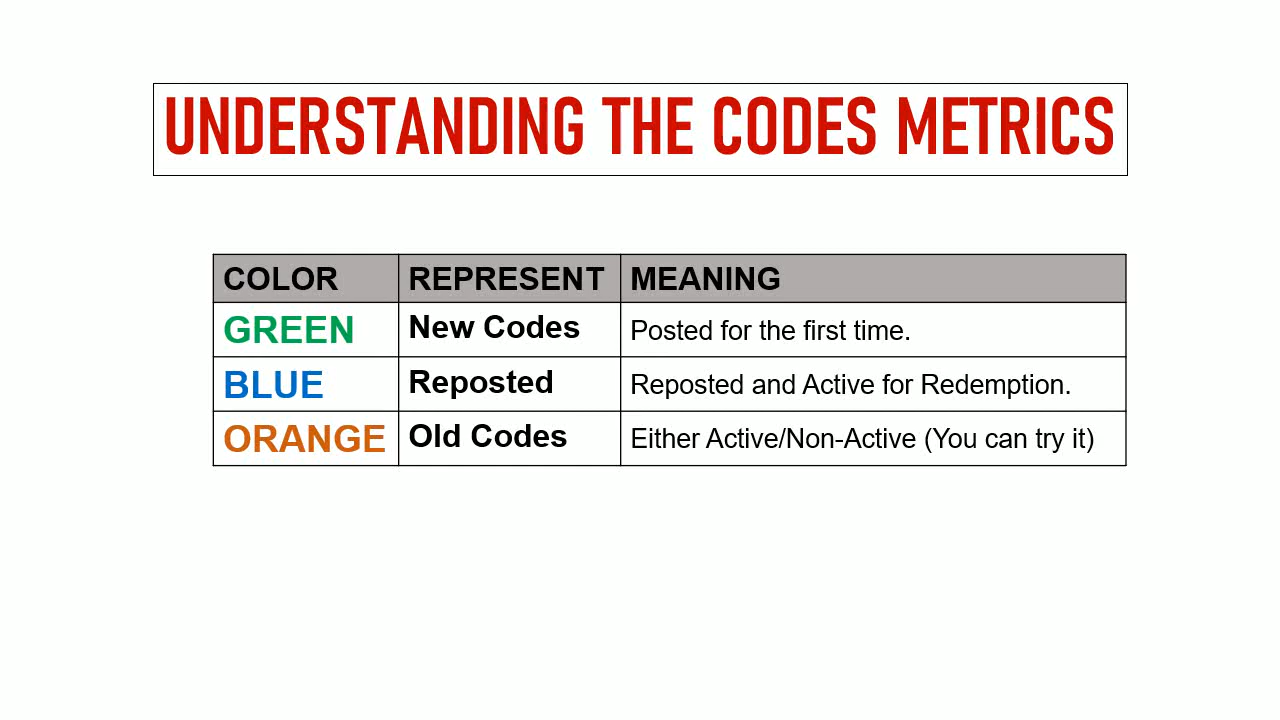 UNDERSTANDING THE CODES METRICS
COLOR REPRESENT MEANING
GREEN New Codes Posted for the first time.
BLUE Reposted Reposted and Active for Redemption.
ORANGE Old Codes Either Active/Non-Active (You can try it)